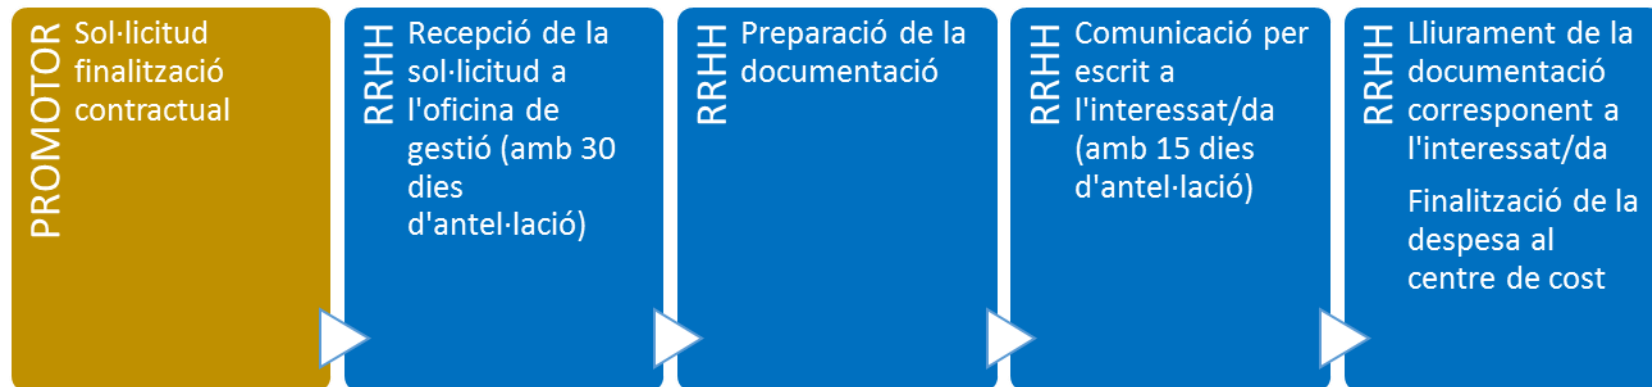 PROMOTOR
Sol·licitud
finalització
contractual
RRHH
Recepció de la
sol·licitud a
l'oficina de
gestió (amb 30
dies
d'antel·lació)
RRHH
Preparació de la
documentació
RRHH
Comunicació per
escrit a
l'interessat/da
(amb 15 dies
d'antel·lació)
RRHH
Lliurament de la
documentació
corresponent a
l'interessat/da
Finalització de la
despesa al
centre de cost